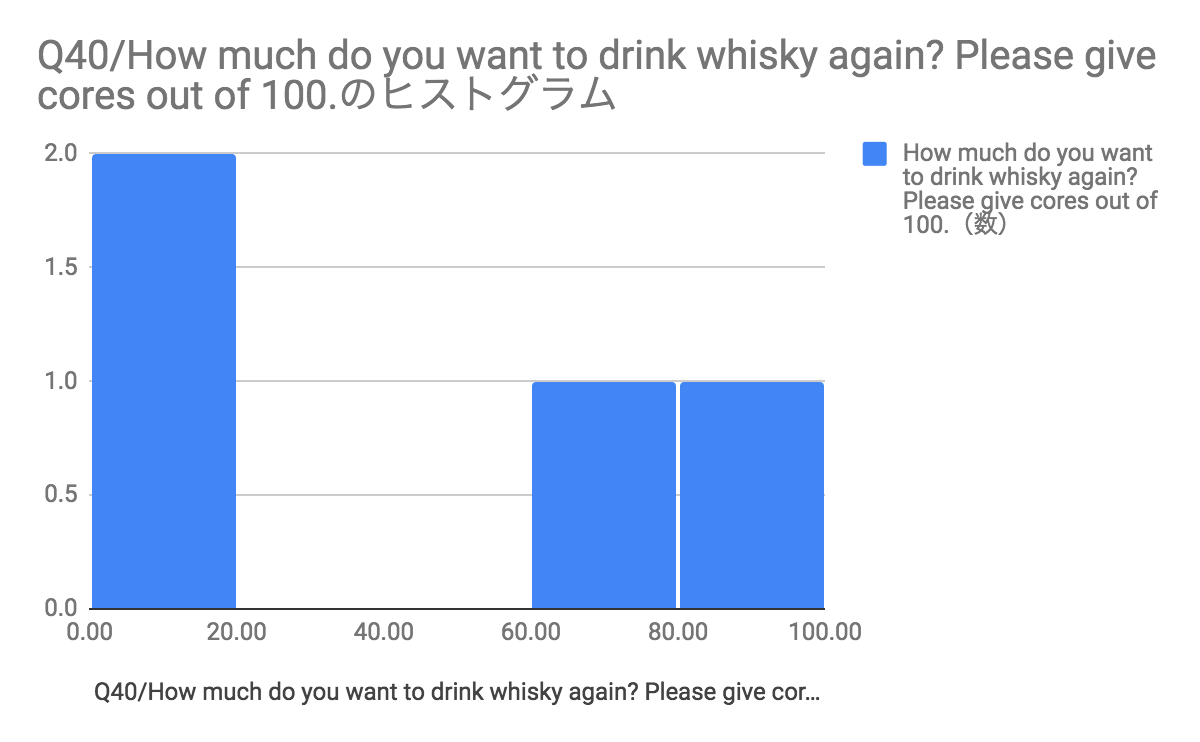 Q40/How much do you want to drink whisky again? Please give
cores out of 100.のヒストグラム
How much do you want
to drink whisky again?
Please give cores out of
100.（数）
2.0
1.5
1.0
0.5
0.0
0.00 20.00 40.00 60.00 80.00 100.00
Q40/How much do you want to drink whisky again? Please give cor...